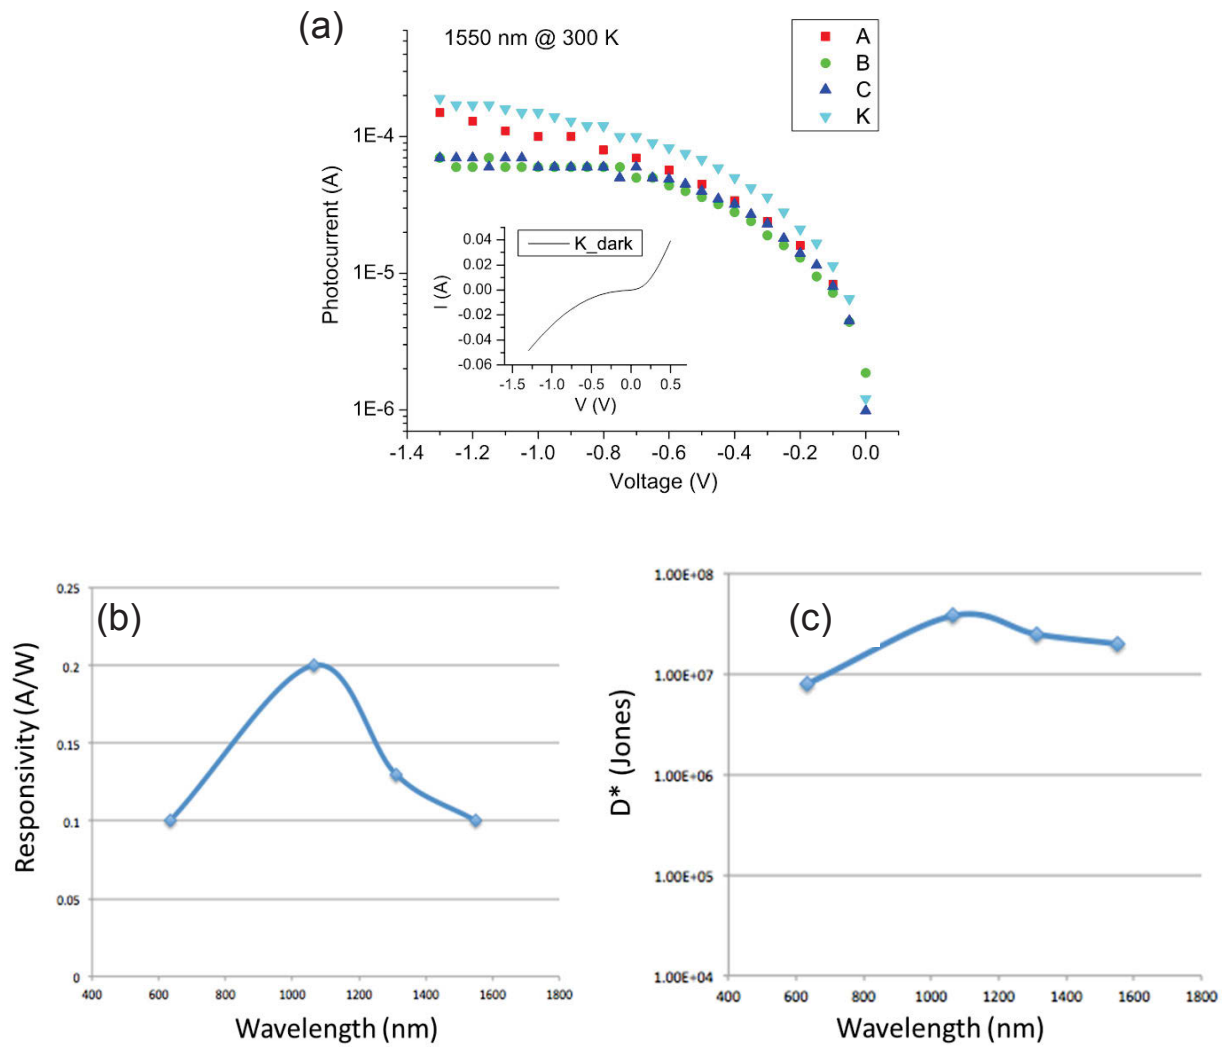 (a)
1550 nm @ 300 K
A
B
C
K
1E-4
1E-5
1E-6
Photocurrent (A)
-1.4 -1.2 -1.0 -0.8 -0.6 -0.4 -0.2 0.0
Voltage (V)
K_dark
0.04
0.02
0.00
-0.02
-0.04
-0.06
I (A)
-1.5 -1.0 -0.5 0.0 0.5
V (V)
(b)
0.25
0.2
0.15
0.1
0.05
0
Responsivity (A/W)
400 600 800 1000 1200 1400 1600 1800
Wavelength (nm)
(c)
1.00E+08
1.00E+07
1.00E+06
1.00E+05
1.00E+04
D* (Jones)
400 600 800 1000 1200 1400 1600 1800
Wavelength (nm)